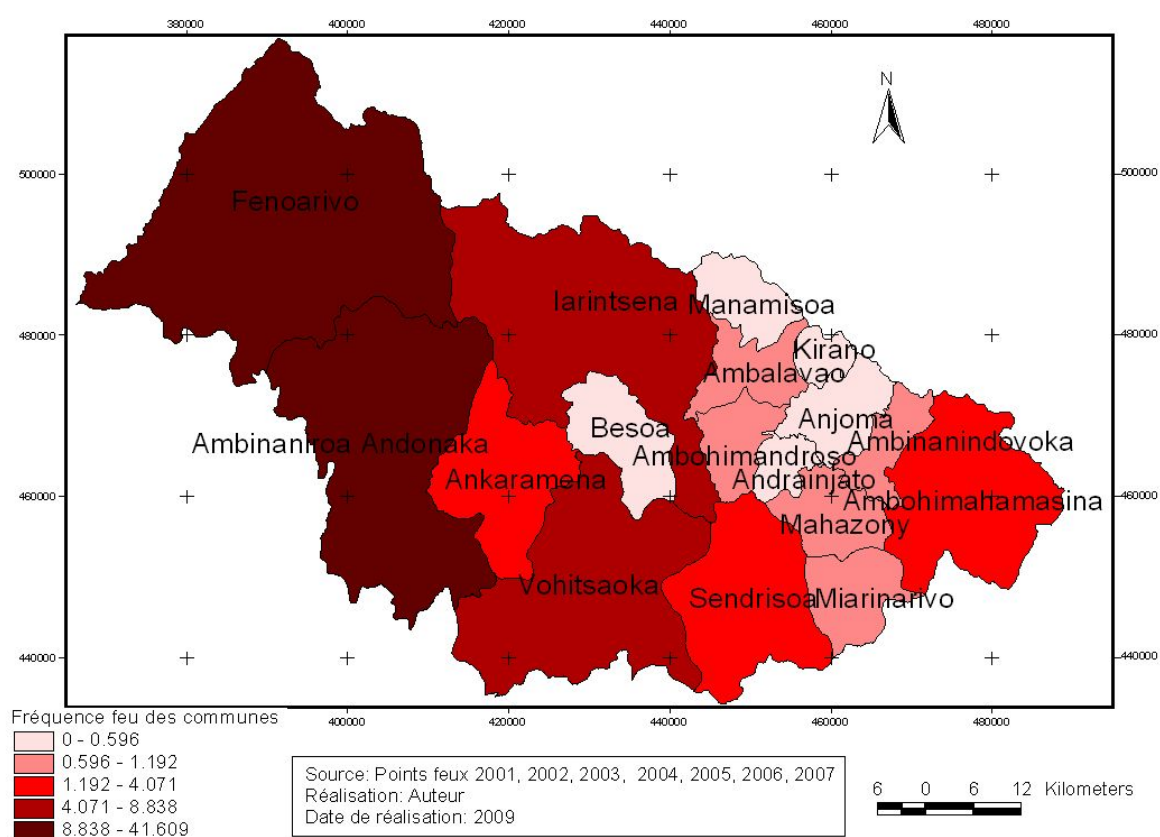 380000 400000 420000 440000 460000 480000
N
500000 500000
Fenoarivo
Iarintsena
Manamisoa
480000 480000
Kirano
Ambalavao
Anjoma
Besoa
Ambinaniroa Andonaka
Ambohimandroso
Ambinanindovoka
Ankaramena
Andrainjato
460000 460000
Ambohimahamasina
Mahazony
Vohitsaoka
Sendrisoa
Miarinarivo
440000 440000
400000 420000 440000 460000 480000
Fréquence feu des communes
0 - 0.596
0.596 - 1.192
1.192 - 4.071
4.071 - 8.838
8.838 - 41.609
Source: Points feux 2001, 2002, 2003, 2004, 2005, 2006, 2007
Réalisation: Auteur
Date de réalisation: 2009
6 0 6 12 Kilometers